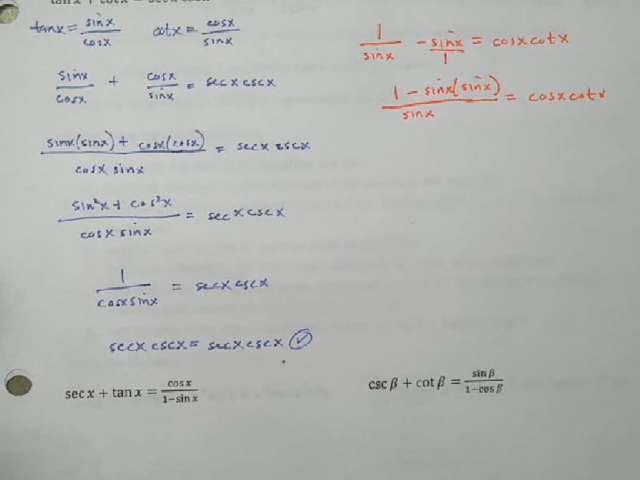 tanx = sinx/cosx cotx = cosx/sinx
sinx/cosx + cosx/sinx = secx cscx
sinx(sinx) + cosx(cosx)/cosx sinx = secx cscx
sin²x + cos²x/cosx sinx = secx cscx
1/cosxsinx = secx cscx
secx cscx = secx cscx ✓
1/sinx - sinx/1 = cosx cotx
1 - sinx(sinx)/sinx = cosx cotx
sec x + tan x = cos x/1-sin x
csc β + cot β = sin β/1-cos β